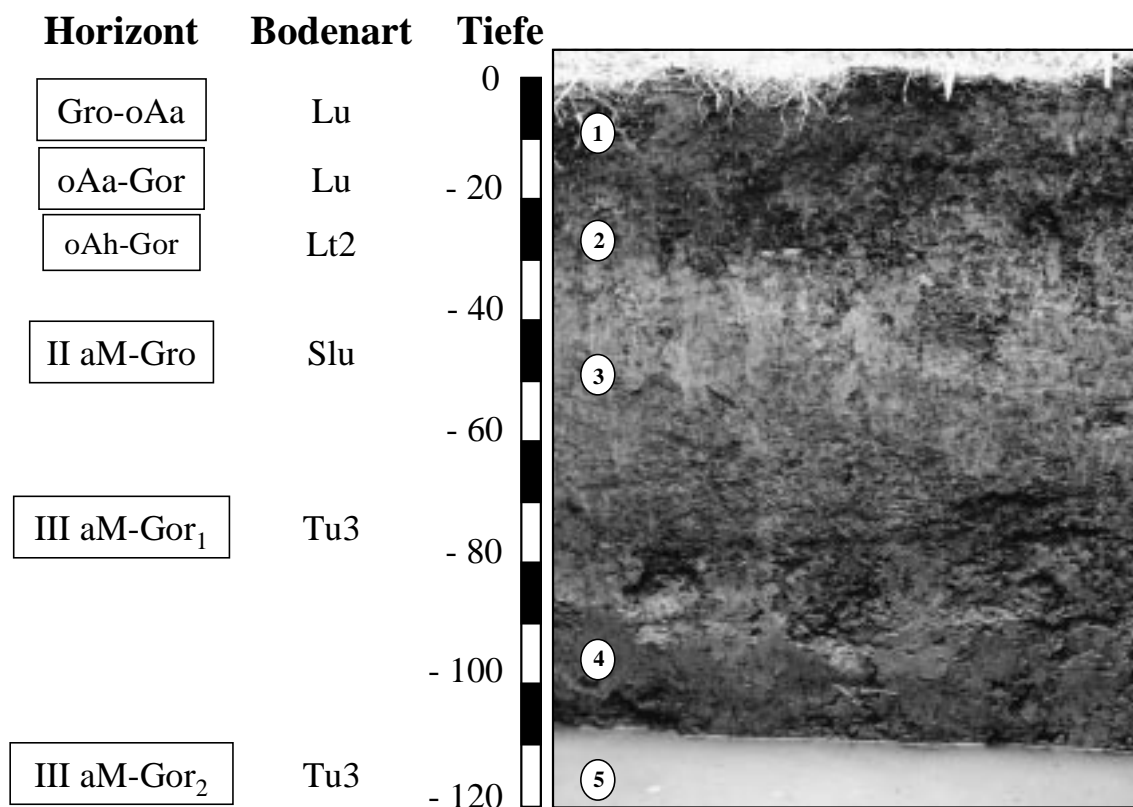 Horizont Bodenart Tiefe
0
Gro-oAa Lu
1
oAa-Gor Lu - 20
oAh-Gor Lt2 2
- 40
II aM-Gro Slu
3
- 60
III aM-Gor1 Tu3
- 80
4
- 100
III aM-Gor2 Tu3 5
- 120